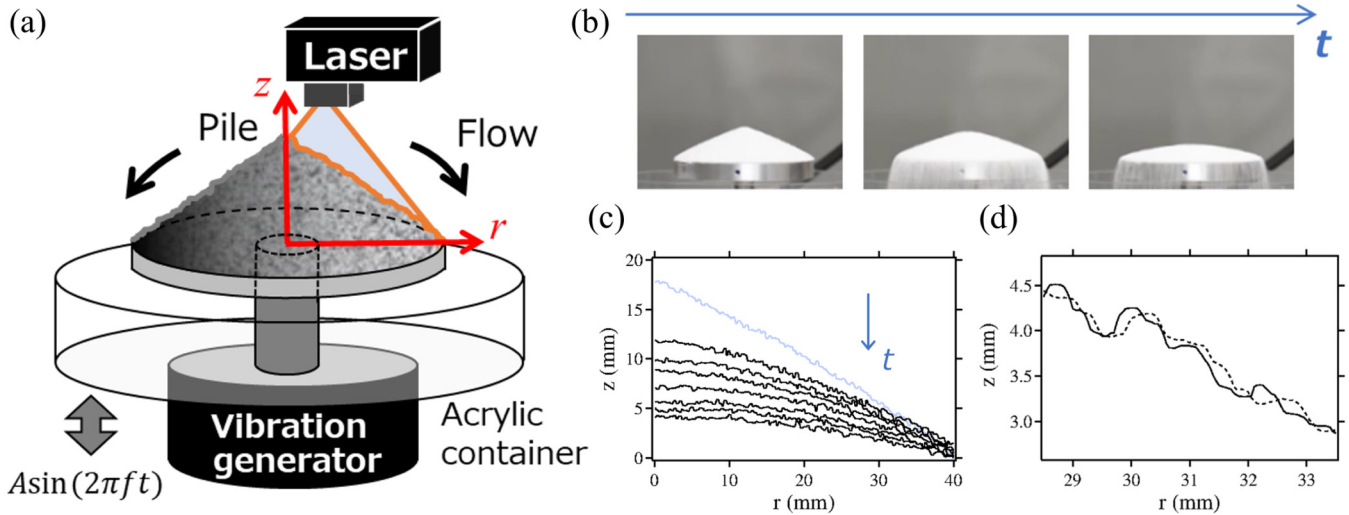 (a)
Laser
z
Pile
Flow
r
Vibration
generator
Acrylic
container
Asin(2πft)
(b)
t
(c)
20
15
10
5
0
z (mm)
t
0
10
20
30
40
r (mm)
(d)
4.5
4.0
3.5
3.0
z (mm)
29
30
31
32
33
r (mm)